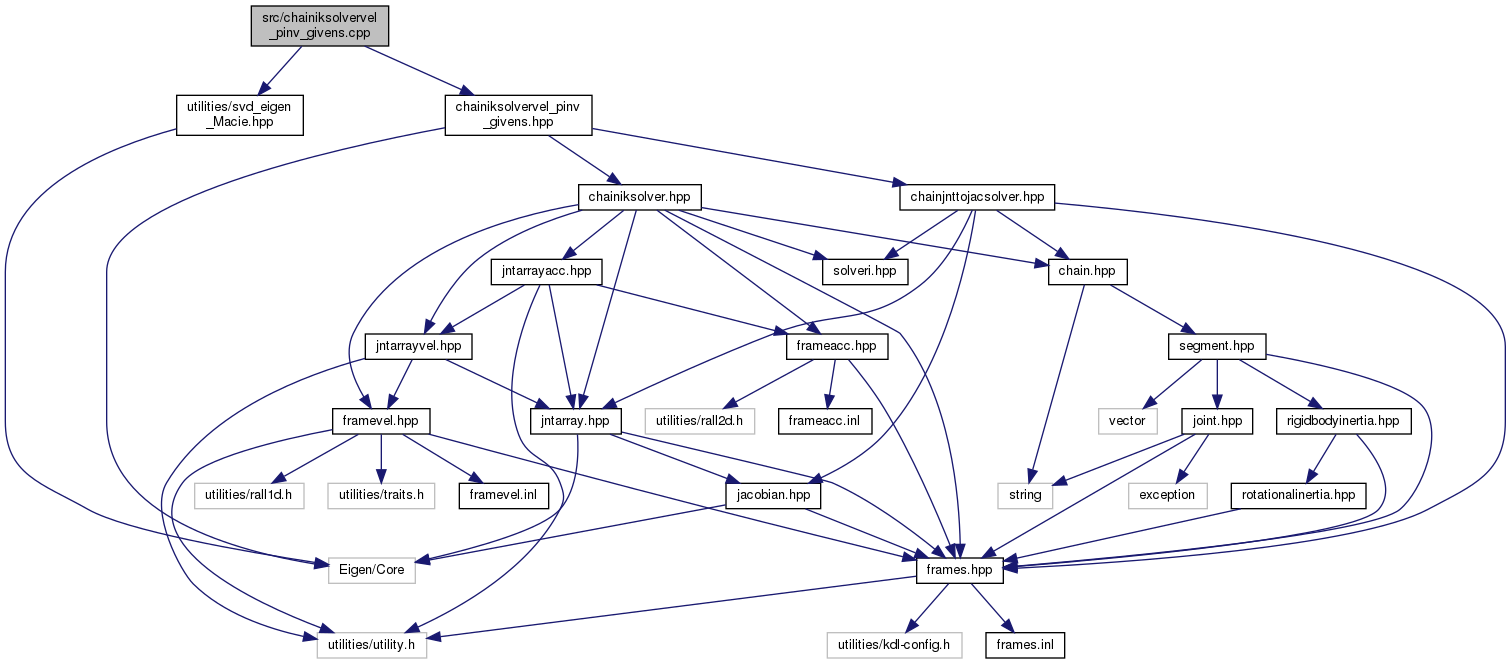 src/chainiksolvervel
_pinv_givens.cpp
utilities/svd_eigen
_Macie.hpp
chainiksolvervel_pinv
_givens.hpp
chainiksolver.hpp
chainjnttojacsolver.hpp
jntarrayacc.hpp
solveri.hpp
chain.hpp
jntarrayvel.hpp
frameacc.hpp
segment.hpp
framevel.hpp
jntarray.hpp
utilities/rall2d.h
frameacc.inl
vector
joint.hpp
rigidbodyinertia.hpp
utilities/rall1d.h
utilities/traits.h
framevel.inl
jacobian.hpp
string
exception
rotationalinertia.hpp
Eigen/Core
frames.hpp
utilities/utility.h
utilities/kdl-config.h
frames.inl